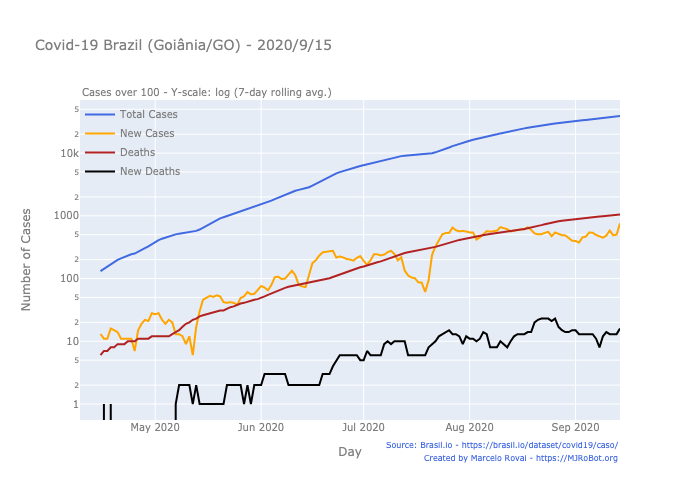 Covid-19 Brazil (Goiânia/GO) - 2020/9/15
Cases over 100 - Y-scale: log (7-day rolling avg.)
Total Cases
New Cases
Deaths
New Deaths
5
2
10k
5
2
1000
5
2
100
5
2
10
5
2
1
Number of Cases
May 2020
Jun 2020
Jul 2020
Aug 2020
Sep 2020
Day
Source: Brasil.io - https://brasil.io/dataset/covid19/caso/
Created by Marcelo Rovai - https://MJRoBot.org